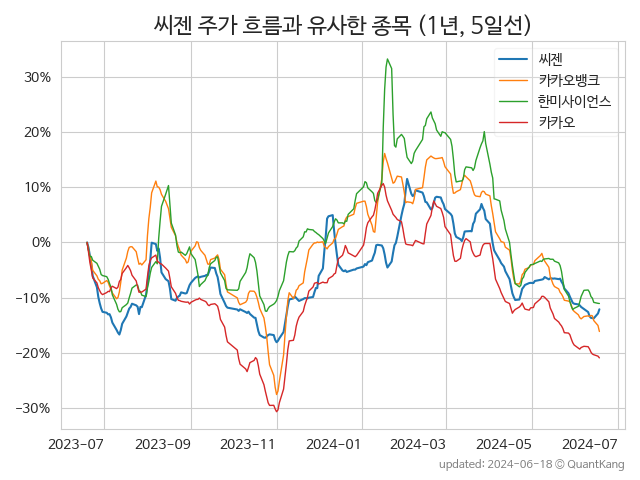 씨젠 주가 흐름과 유사한 종목 (1년, 5일선)
씨젠
카카오뱅크
한미사이언스
카카오
30%
20%
10%
0%
−10%
−20%
−30%
2023-07 2023-09 2023-11 2024-01 2024-03 2024-05 2024-07
updated: 2024-06-18 © QuantKang